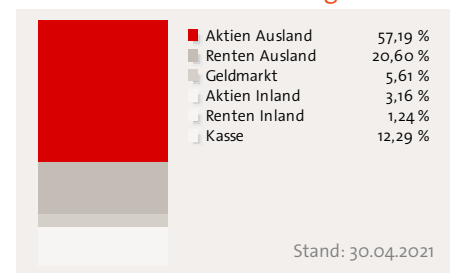 Aktien Ausland 57,19 %
Renten Ausland 20,60 %
Geldmarkt 5,61 %
Aktien Inland 3,16 %
Renten Inland 1,24 %
Kasse 12,29 %
Stand: 30.04.2021